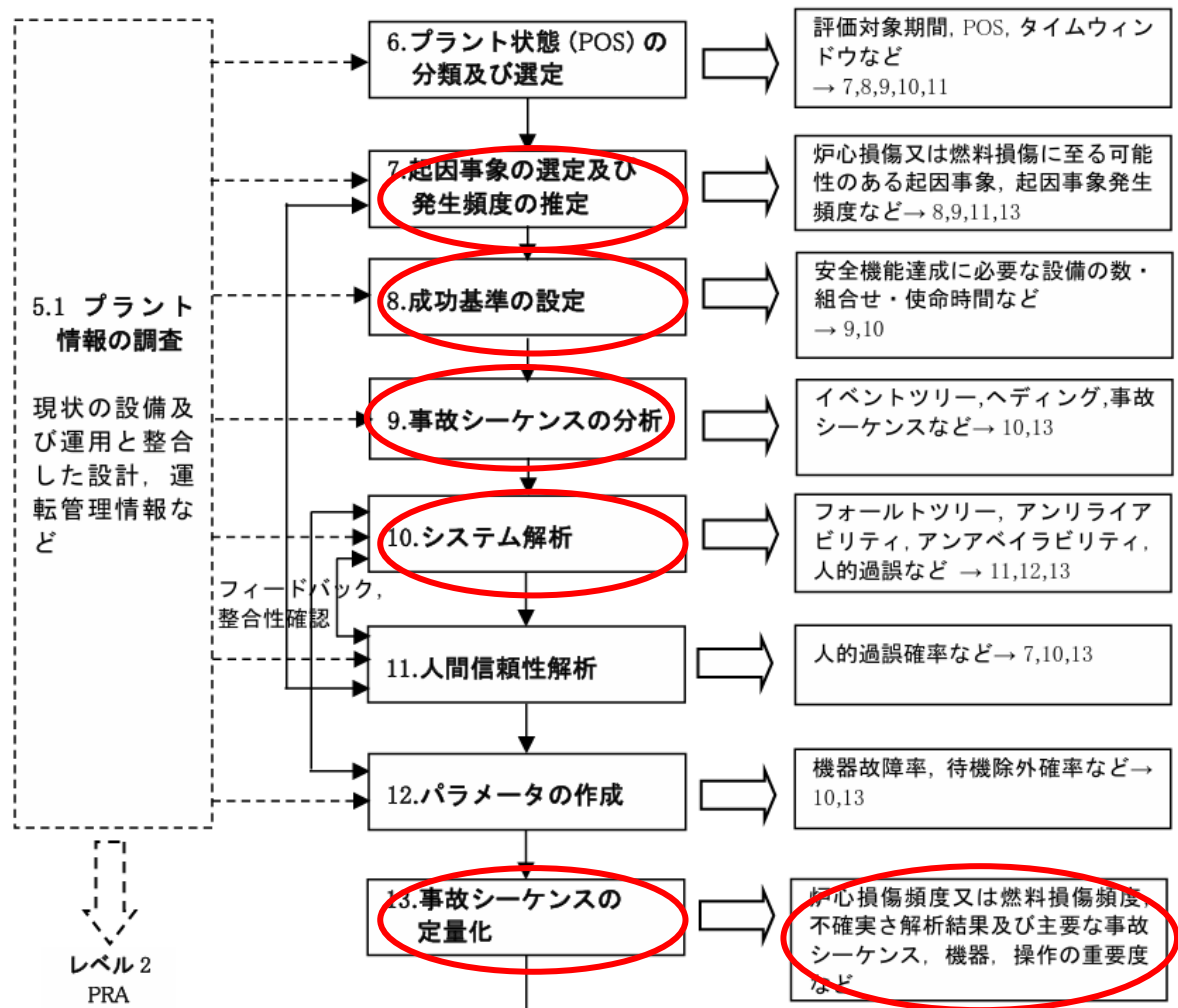 6.プラント状態(POS)の
分類及び選定
評価対象期間, POS, タイムウィン
ドウなど
→ 7,8,9,10,11
7.起因事象の選定及び
発生頻度の推定
炉心損傷又は燃料損傷に至る可能
性のある起因事象, 起因事象発生
頻度など→ 8,9,11,13
5.1 プラント
情報の調査
現状の設備及
び運用と整合
した設計, 運
転管理情報な
ど
8.成功基準の設定
安全機能達成に必要な設備の数・
組合せ・使命時間など
→ 9,10
9.事故シーケンスの分析
イベントツリー,ヘディング,事故
シーケンスなど→ 10,13
10.システム解析
フォールトツリー, アンリライア
ビリティ,アンアベイラビリティ,
人的過誤など → 11,12,13
フィードバック,
整合性確認
11.人間信頼性解析
人的過誤確率など→ 7,10,13
12.パラメータの作成
機器故障率, 待機除外確率など→
10,13
13.事故シーケンスの
定量化
炉心損傷頻度又は燃料損傷頻度,
不確実さ解析結果及び主要な事故
シーケンス, 機器, 操作の重要度
など
レベル 2
PRA